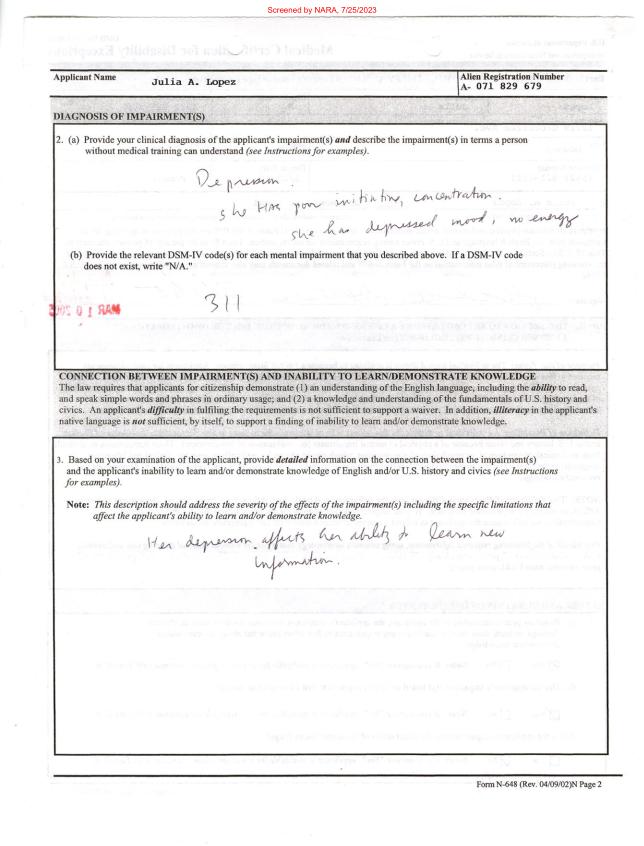 Screened by NARA, 7/25/2023
Applicant Name
Julia A. Lopez
Alien Registration Number
A- 071 829 679
DIAGNOSIS OF IMPAIRMENT(S)
2. (a) Provide your clinical diagnosis of the applicant's impairment(s) and describe the impairment(s) in terms a person
without medical training can understand (see Instructions for examples).
Depression.
she HAS poor initiating, concentration.
she has depressed mood, no energy
(b) Provide the relevant DSM-IV code(s) for each mental impairment that you described above. If a DSM-IV code
does not exist, write "N/A."
311
MAR 10
CONNECTION BETWEEN IMPAIRMENT(S) AND INABILITY TO LEARN/DEMONSTRATE KNOWLEDGE
The law requires that applicants for citizenship demonstrate (1) an understanding of the English language, including the ability to read,
and speak simple words and phrases in ordinary usage; and (2) a knowledge and understanding of the fundamentals of U.S. history and
civics. An applicant's difficulty in fulfiling the requirements is not sufficient to support a waiver. In addition, illiteracy in the applicant's
native language is not sufficient, by itself, to support a finding of inability to learn and/or demonstrate knowledge.
3. Based on your examination of the applicant, provide detailed information on the connection between the impairment(s)
and the applicant's inability to learn and/or demonstrate knowledge of English and/or U.S. history and civics (see Instructions
for examples).
Note: This description should address the severity of the effects of the impairment(s) including the specific limitations that
affect the applicant's ability to learn and/or demonstrate knowledge.
Her depression affects her ability to learn new
information.
Form N-648 (Rev. 04/09/02)N Page 2